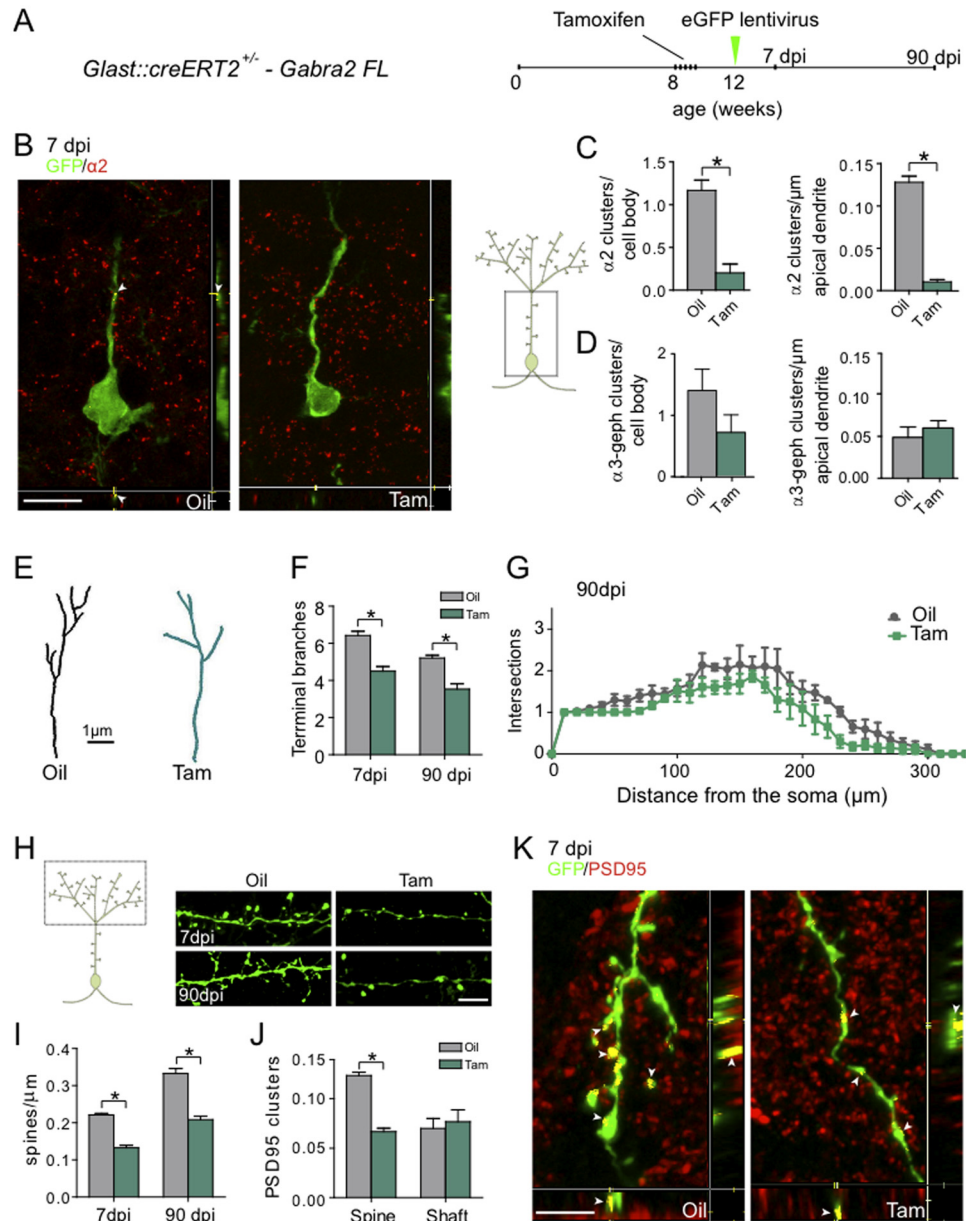 A
Glast::creERT2+/- - Gabra2 FL
Tamoxifen
eGFP lentivirus
7 dpi
90 dpi
0
8
12
age (weeks)
B
7 dpi
GFP/α2
Oil
Tam
C
α2 clusters/
cell body
1.5
1.0
0.5
0.0
*
Oil
Tam
α2 clusters/μm
apical dendrite
0.15
0.10
0.05
0.00
*
Oil
Tam
D
α3-geph clusters/
cell body
2
1
0
Oil
Tam
α3-geph clusters/μm
apical dendrite
0.15
0.10
0.05
0.00
Oil
Tam
E
1μm
Oil
Tam
F
Oil
Tam
Terrminal branches
8
6
4
2
0
*
*
7dpi
90 dpi
G
90dpi
Oil
Tam
Intersections
3
2
1
0
0
100
200
300
Distance from the soma (μm)
H
Oil
Tam
7dpi
90dpi
I
Oil
Tam
spines/μm
0.4
0.3
0.2
0.1
0.0
*
*
7dpi
90 dpi
J
Oil
Tam
PSD95 clusters
0.15
0.10
0.05
0.00
*
Spine
Shaft
K
7 dpi
GFP/PSD95
Oil
Tam